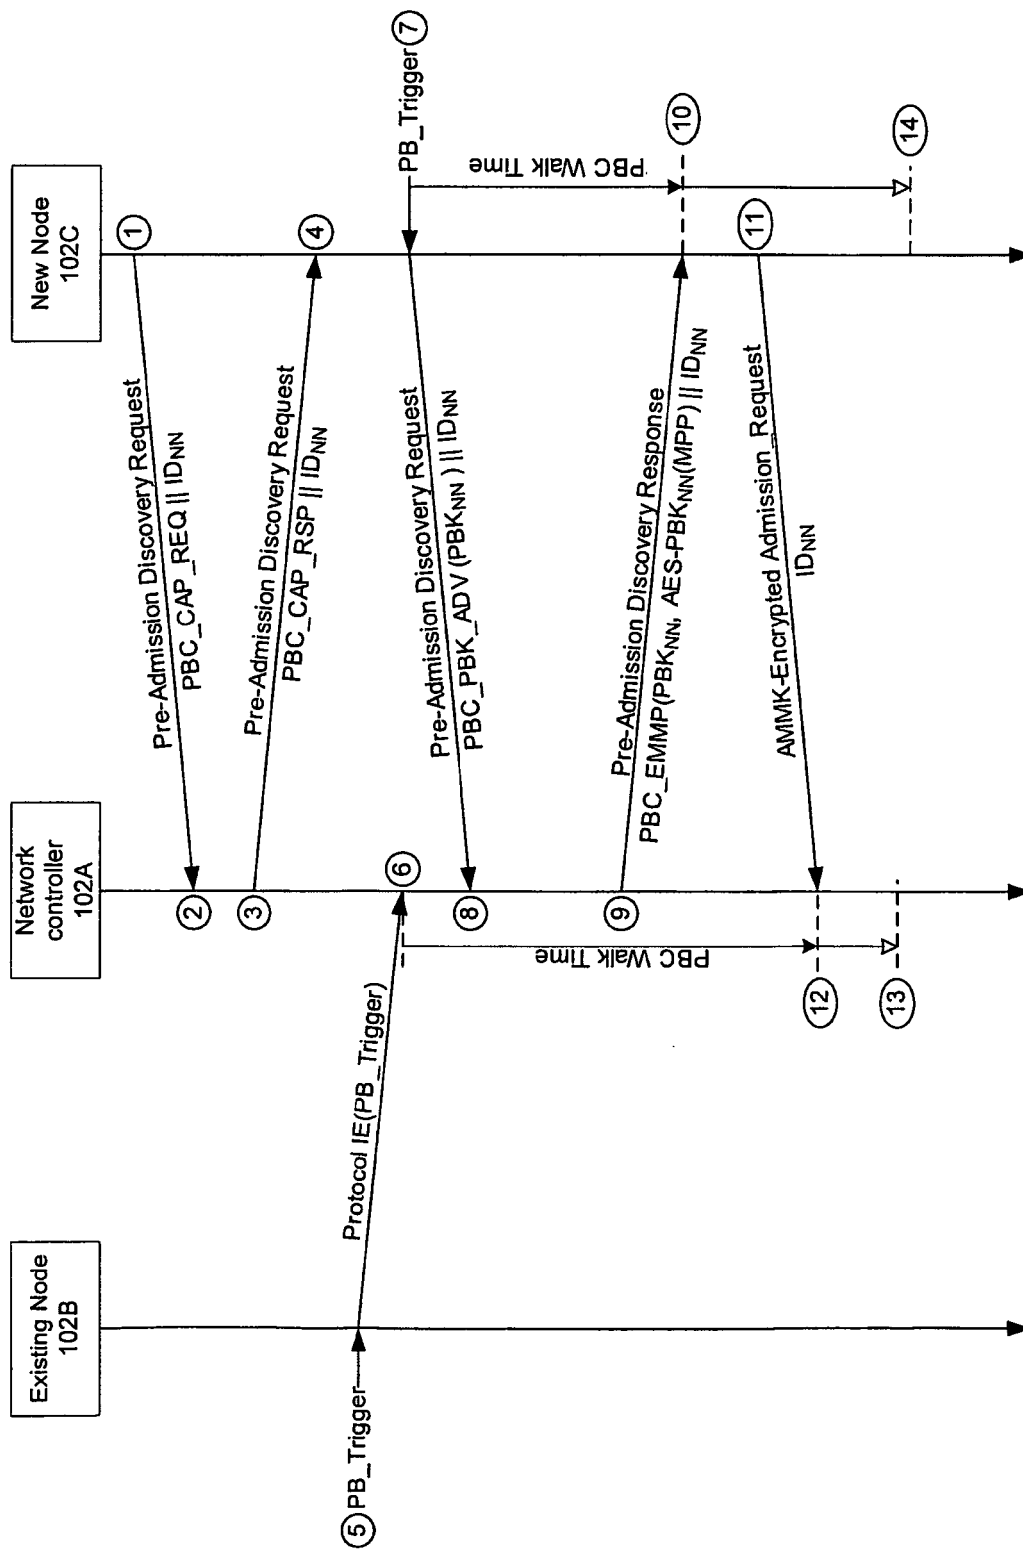 Existing Node
102B
Network
controller
102A
New Node
102C
1
Pre-Admission Discovery Request
PBC_CAP_REQ || IDNN
2
3
Pre-Admission Discovery Request
PBC_CAP_RSP || IDNN
4
5
PB_Trigger
Protocol IE(PB_Trigger)
6
PB_Trigger
7
Pre-Admission Discovery Request
PBC_PBK_ADV (PBKNN) || IDNN
8
PBC Walk Time
PBC Walk Time
9
Pre-Admission Discovery Response
PBC_EMMP(PBKNN, AES-PBKNN(MPP) || IDNN
10
11
AMMK-Encrypted Admission_Request
IDNN
12
13
14